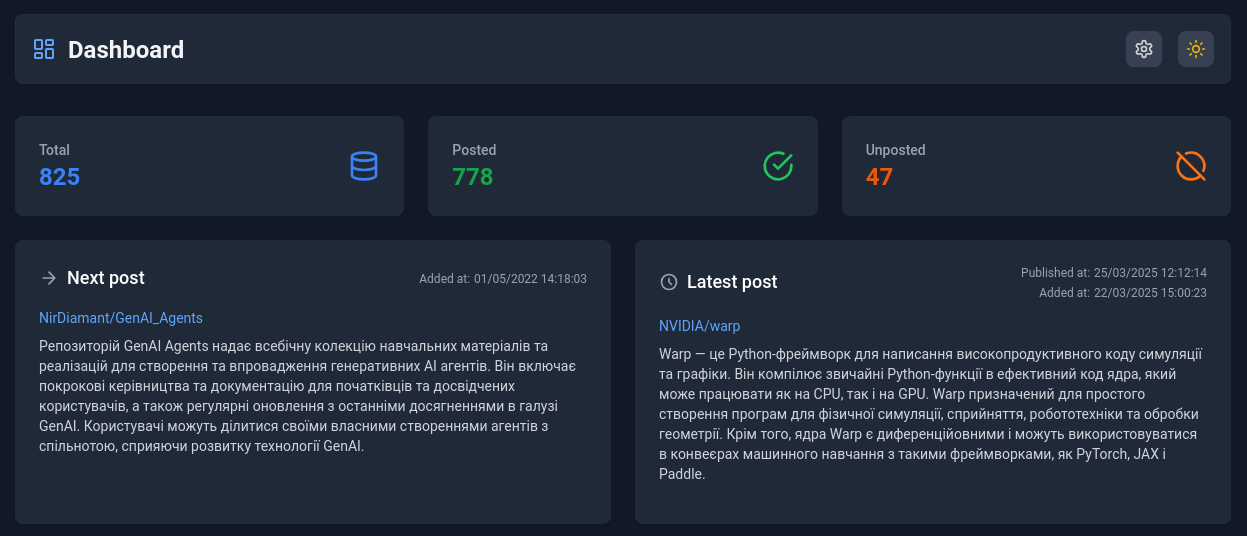 Dashboard
Total
825
Posted
778
Unposted
47
Next post
Added at: 01/05/2022 14:18:03
NirDiamant/GenAI_Agents
Репозиторій GenAI Agents надає всебічну колекцію навчальних матеріалів та
реалізацій для створення та впровадження генеративних AI агентів. Він включає
покрокові керівництва та документацію для початківців та досвідчених
користувачів, а також регулярні оновлення з останніми досягненнями в галузі
GenAI. Користувачі можуть ділитися своїми власними створеннями агентів з
спільнотою, сприяючи розвитку технології GenAI.
Latest post
Published at: 25/03/2025 12:12:14
Added at: 22/03/2025 15:00:23
NVIDIA/warp
Warp — це Python-фреймворк для написання високопродуктивного коду симуляції
та графіки. Він компілює звичайні Python-функції в ефективний код ядра, який
може працювати як на CPU, так і на GPU. Warp призначений для простого
створення програм для фізичної симуляції, сприйняття, робототехніки та обробки
геометрії. Крім того, ядра Warp є диференційовними і можуть використовуватися
в конвеєрах машинного навчання з такими фреймворками, як PyTorch, JAX і
Paddle.